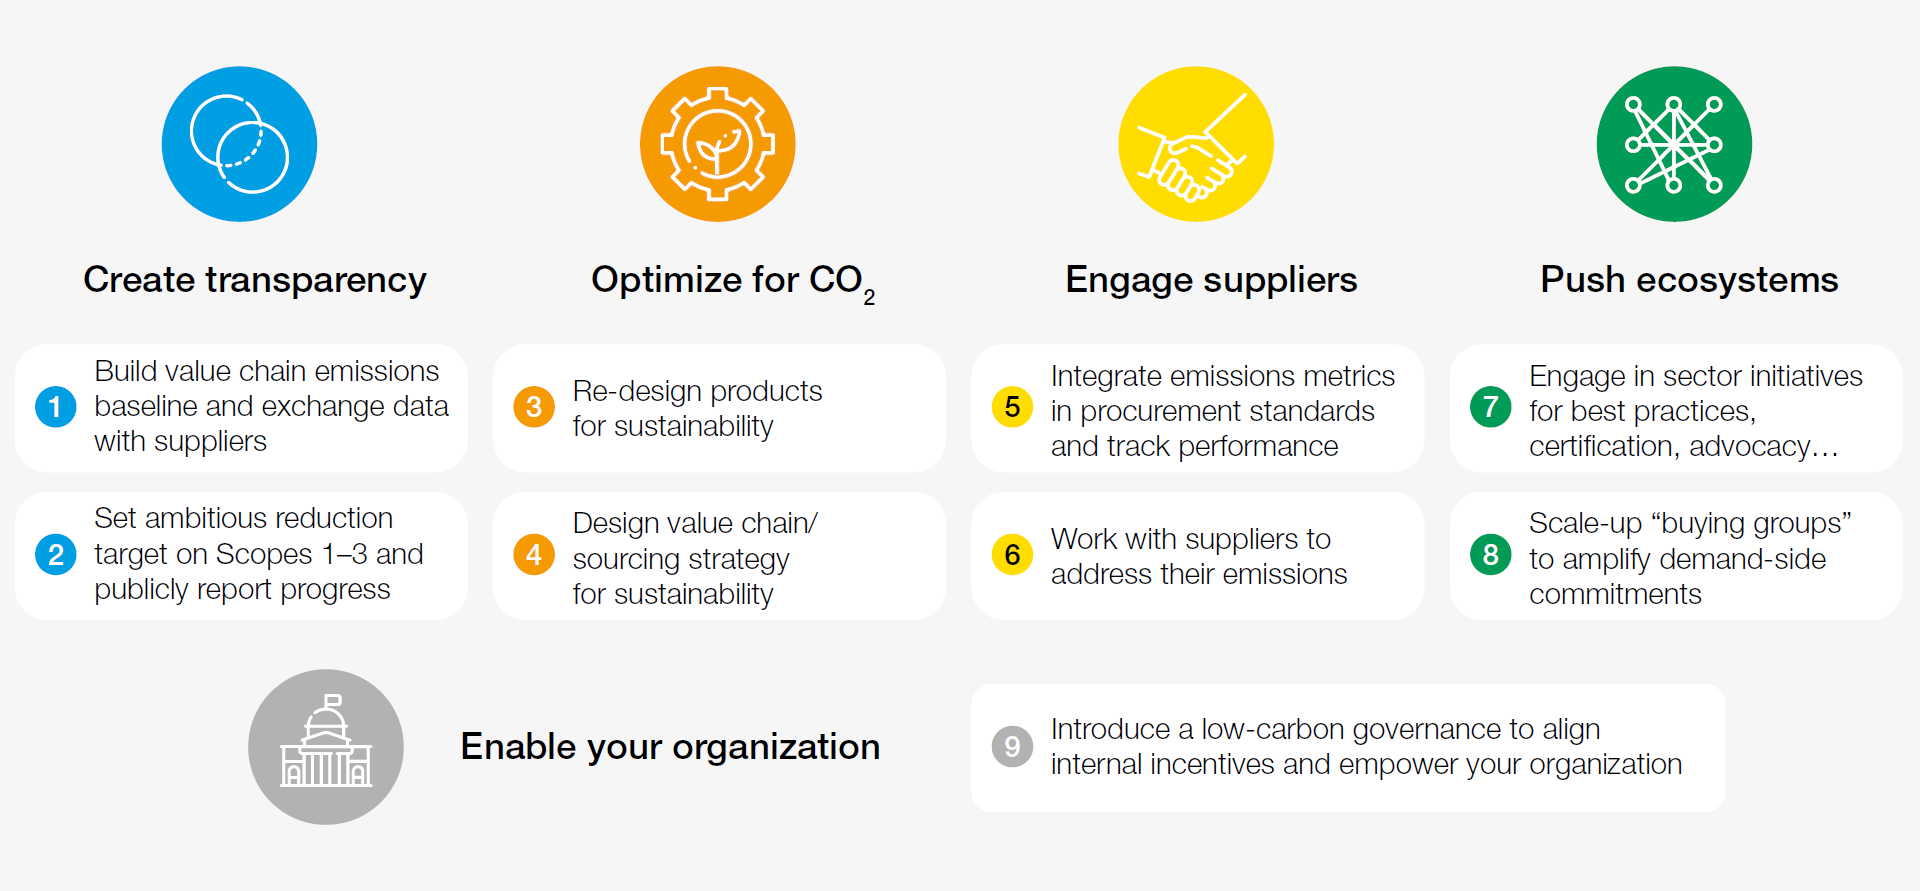 Create transparency
Optimize for CO₂
Engage suppliers
Push ecosystems
1
Build value chain emissions
baseline and exchange data
with suppliers
3
Re-design products
for sustainability
5
Integrate emissions metrics
in procurement standards
and track performance
7
Engage in sector initiatives
for best practices,
certification, advocacy…
2
Set ambitious reduction
target on Scopes 1–3 and
publicly report progress
4
Design value chain/
sourcing strategy
for sustainability
6
Work with suppliers to
address their emissions
8
Scale-up “buying groups”
to amplify demand-side
commitments
Enable your organization
9
Introduce a low-carbon governance to align
internal incentives and empower your organization